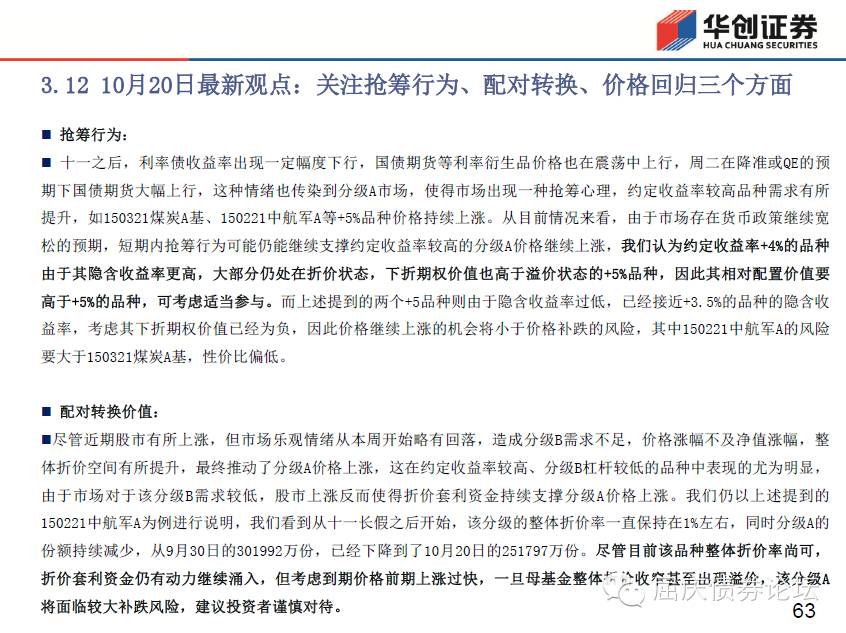 华创证券
HUA CHUANG SECURITIES
3.12 10月20日最新观点：关注抢筹行为、配对转换、价格回归三个方面
■ 抢筹行为：
■ 十一之后，利率债收益率出现一定幅度下行，国债期货等利率衍生品价格也在震荡中上行，周二在降准或QE的预
期下国债期货大幅上行，这种情绪也传染到分级A市场，使得市场出现一种抢筹心理，约定收益率较高品种需求有所
提升，如150321煤炭A基、150221中航军A等+5%品种价格持续上涨。从目前情况来看，由于市场存在货币政策继续宽
松的预期，短期内抢筹行为可能仍能继续支撑约定收益率较高的分级A价格继续上涨，我们认为约定收益率+4%的品种
由于其隐含收益率更高，大部分仍处在折价状态，下折期权价值也高于溢价状态的+5%品种，因此其相对配置价值要
高于+5%的品种，可考虑适当参与。而上述提到的两个+5品种则由于隐含收益率过低，已经接近+3.5%的品种的隐含收
益率，考虑其下折期权价值已经为负，因此价格继续上涨的机会将小于价格补跌的风险，其中150221中航军A的风险
要大于150321煤炭A基，性价比偏低。
■ 配对转换价值：
■尽管近期股市有所上涨，但市场乐观情绪从本周开始略有回落，造成分级B需求不足，价格涨幅不及净值涨幅，整
体折价空间有所提升，最终推动了分级A价格上涨，这在约定收益率较高、分级B杠杆较低的品种中表现的尤为明显，
由于市场对于该分级B需求较低，股市上涨反而使得折价套利资金持续支撑分级A价格上涨。我们仍以上述提到的
150221中航军A为例进行说明，我们看到从十一长假之后开始，该分级的整体折价率一直保持在1%左右，同时分级A的
份额持续减少，从9月30日的301992万份，已经下降到了10月20日的251797万份。尽管目前该品种整体折价率尚可，
折价套利资金仍有动力继续涌入，但考虑到期价格前期上涨过快，一旦母基金整体折价收窄甚至出现溢价，该分级A
将面临较大补跌风险，建议投资者谨慎对待。
屈庆债券论坛
63